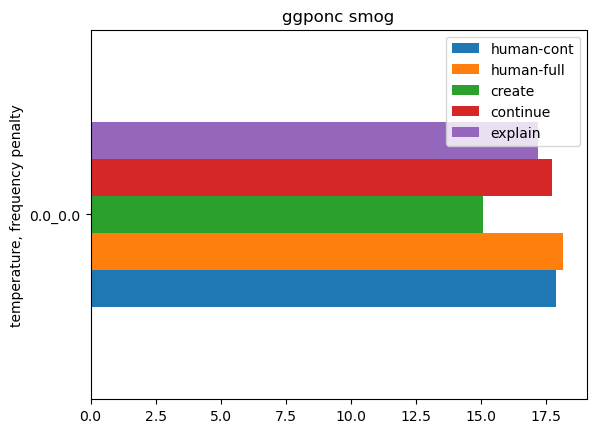 ggponc smog
human-cont
human-full
create
continue
explain
temperature, frequency penalty
0.0_0.0
0.0 2.5 5.0 7.5 10.0 12.5 15.0 17.5